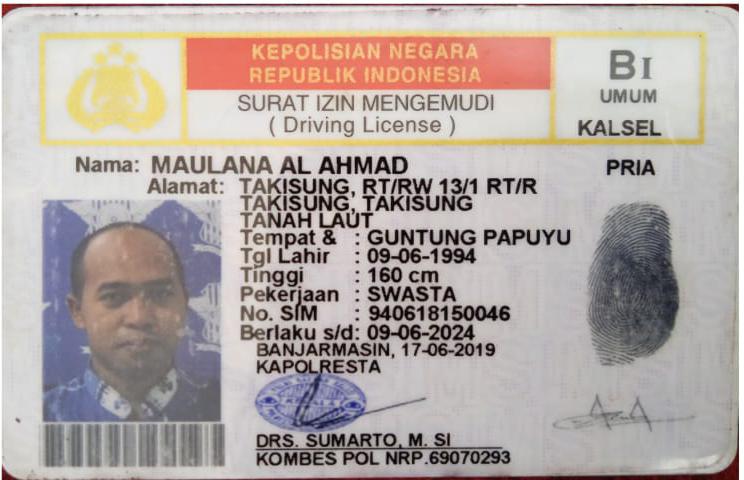 KEPOLISIAN NEGARA
REPUBLIK INDONESIA
SURAT IZIN MENGEMUDI
( Driving License )
BI
UMUM
KALSEL
Nama: MAULANA AL AHMAD
PRIA
Alamat: TAKISUNG, RT/RW 13/1 RT/R
TAKISUNG, TAKISUNG
TANAH LAUT
Tempat & : GUNTUNG PAPUYU
Tgl Lahir : 09-06-1994
Tinggi : 160 cm
Pekerjaan : SWASTA
No. SIM : 940618150046
Berlaku s/d: 09-06-2024
BANJARMASIN, 17-06-2019
KAPOLRESTA
DRS. SUMARTO, M. SI
KOMBES POL NRP.69070293